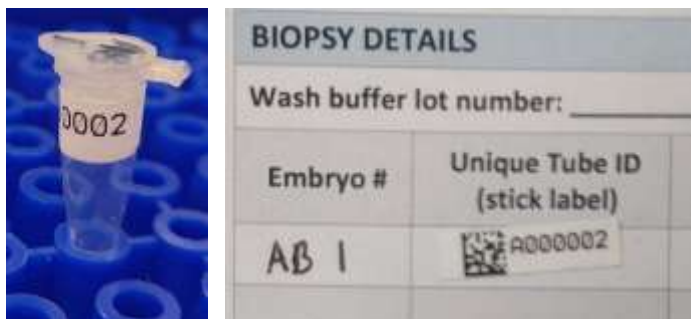 0002
BIOPSY DETAILS
Wash buffer lot number:
Embryo #
Unique Tube ID
(stick label)
AB 1
A000002